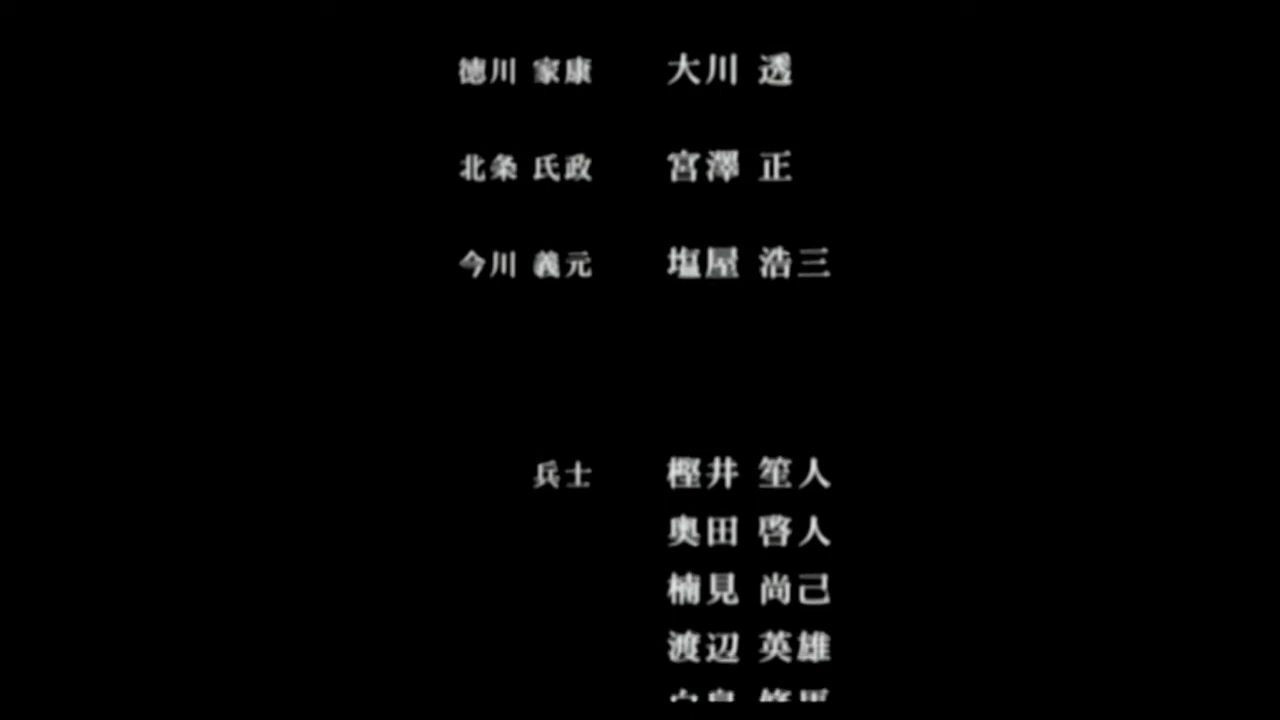 徳川 家康 大川 透
北条 氏政 宮澤 正
今川 義元 塩屋 浩三
兵士 樫井 笙人
奥田 啓人
楠見 尚己
渡辺 英雄